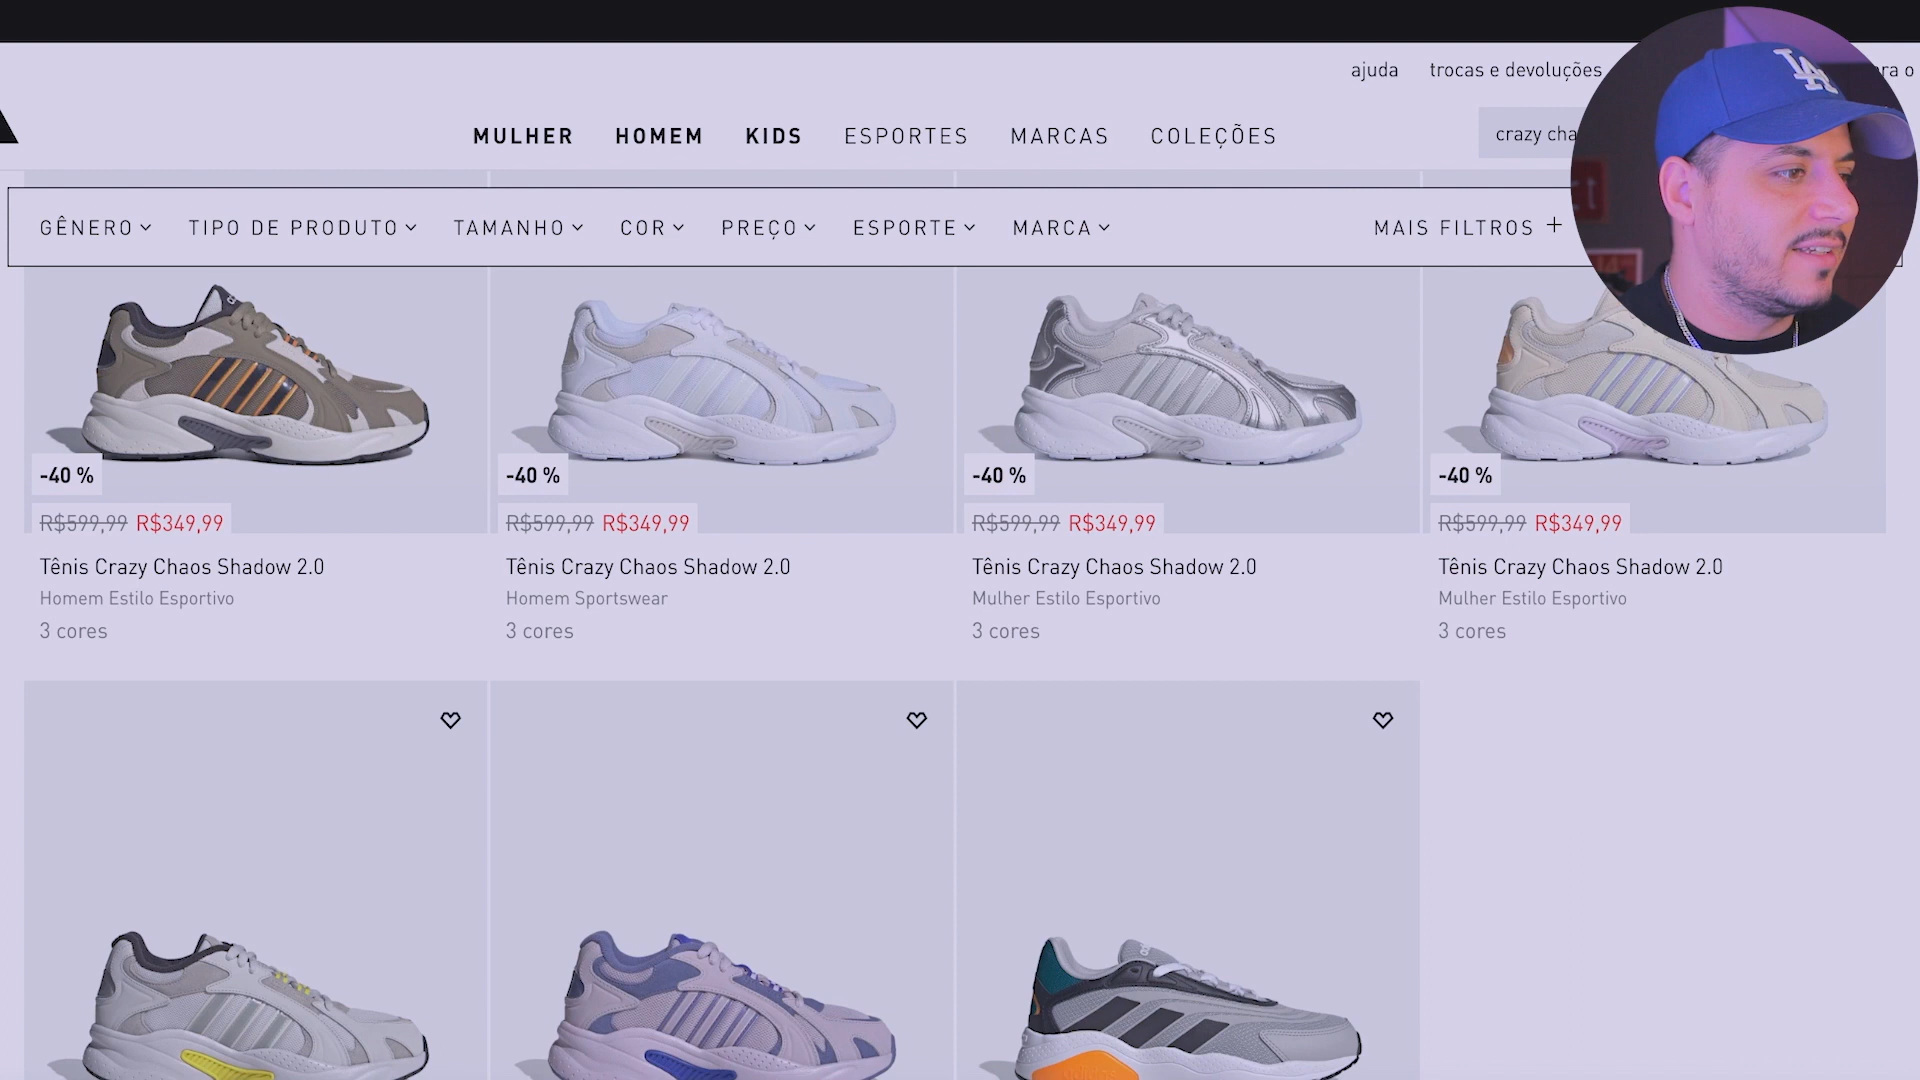 ajuda trocas e devoluções ra o
MULHER HOMEM KIDS ESPORTES MARCAS COLEÇÕES crazy cha
GÊNERO TIPO DE PRODUTO TAMANHO COR PREÇO ESPORTE MARCA MAIS FILTROS +
LA
-40 % -40 % -40 % -40 %
R$599,99 R$349,99 R$599,99 R$349,99 R$599,99 R$349,99 R$599,99 R$349,99
Tênis Crazy Chaos Shadow 2.0 Tênis Crazy Chaos Shadow 2.0 Tênis Crazy Chaos Shadow 2.0 Tênis Crazy Chaos Shadow 2.0
Homem Estilo Esportivo Homem Sportswear Mulher Estilo Esportivo Mulher Estilo Esportivo
3 cores 3 cores 3 cores 3 cores